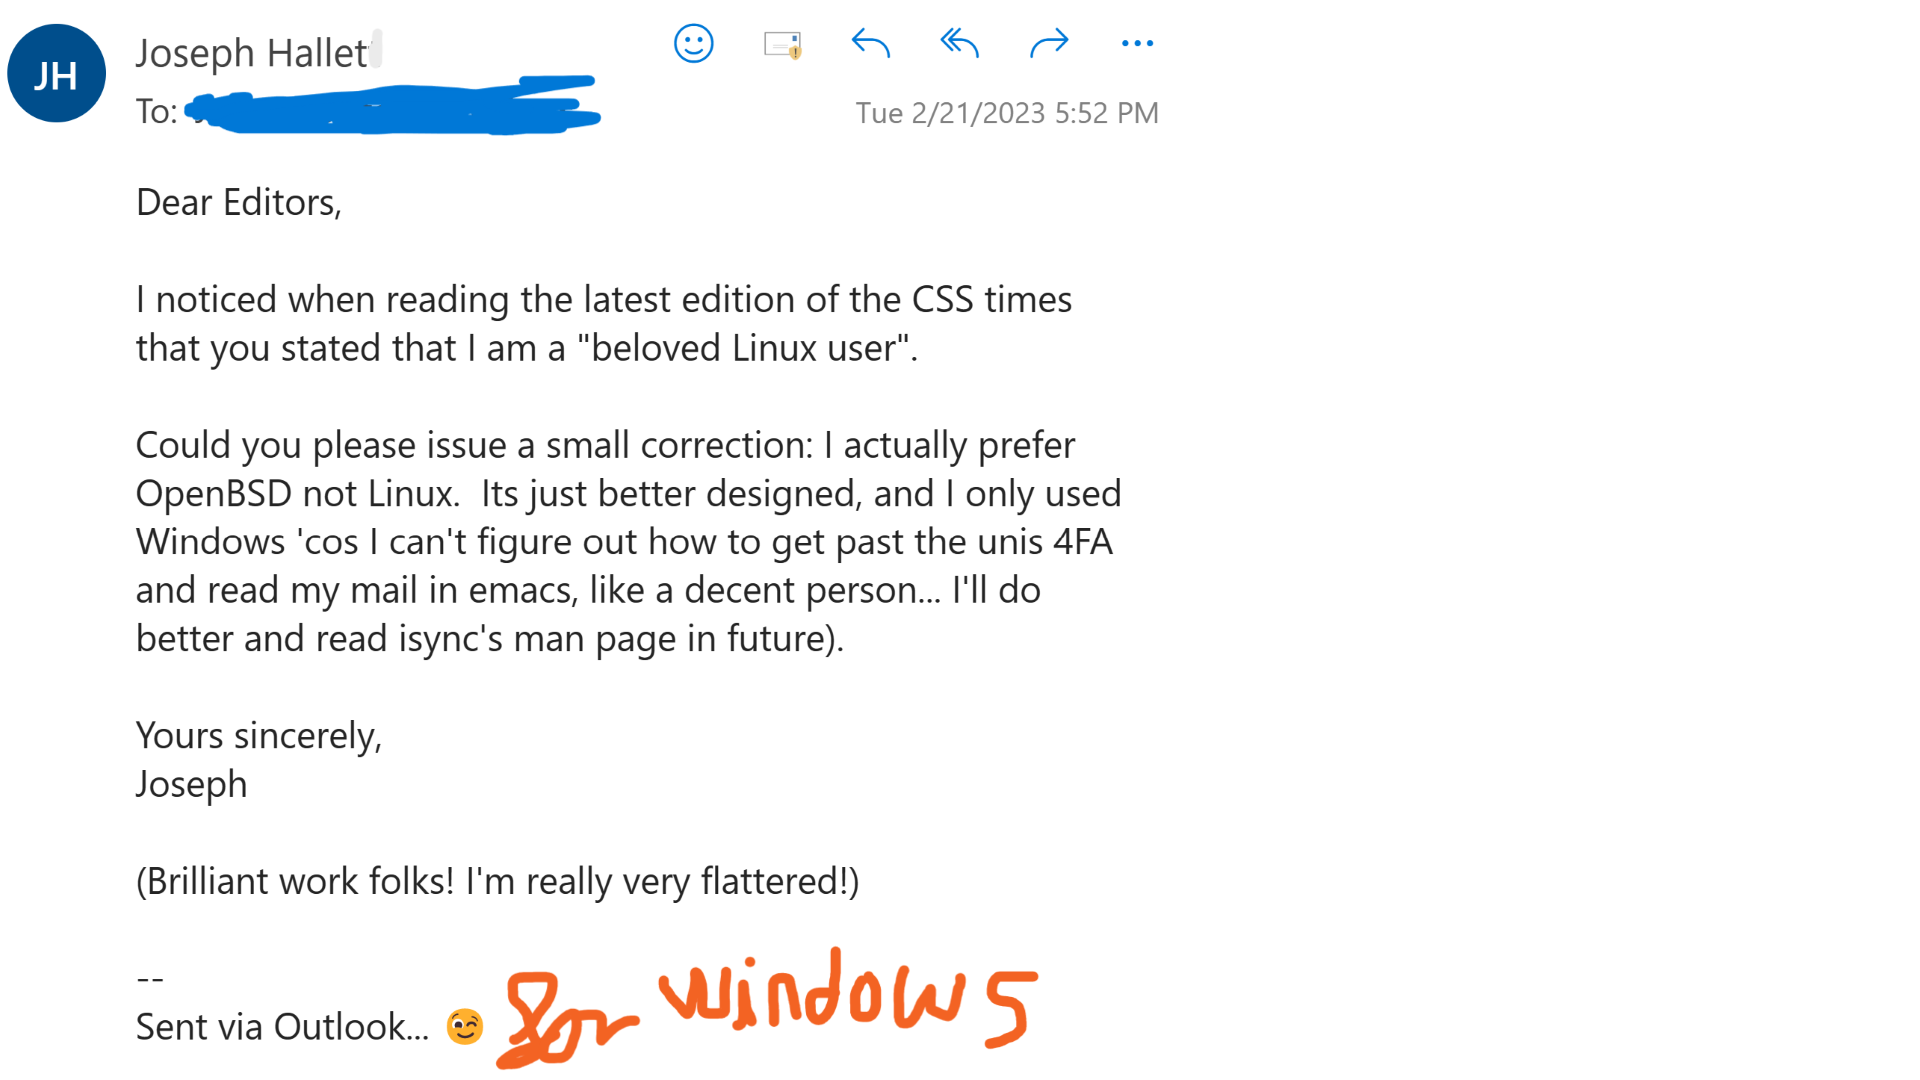 JH
Joseph Hallet
To:
Tue 2/21/2023 5:52 PM
Dear Editors,
I noticed when reading the latest edition of the CSS times
that you stated that I am a "beloved Linux user".
Could you please issue a small correction: I actually prefer
OpenBSD not Linux.  Its just better designed, and I only used
Windows 'cos I can't figure out how to get past the unis 4FA
and read my mail in emacs, like a decent person... I'll do
better and read isync's man page in future).
Yours sincerely,
Joseph
(Brilliant work folks! I'm really very flattered!)
--
Sent via Outlook... 😉 for windows